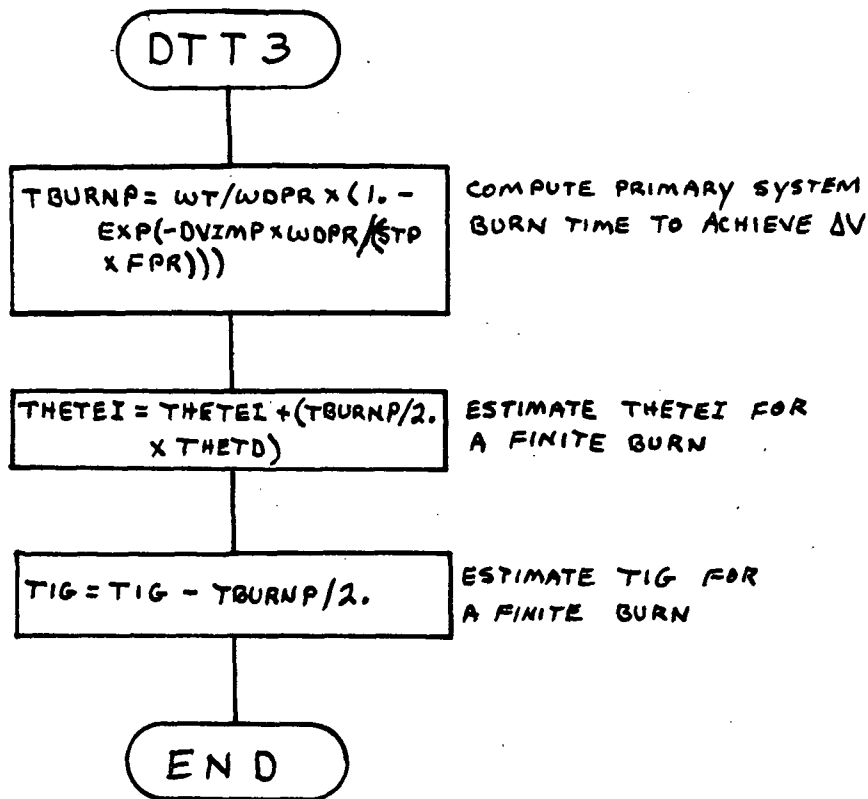 DTT3
TBURNP = WT/WDPR x (1. -
EXP(-DVIMP x WDPR/(STP
x FPR)))
COMPUTE PRIMARY SYSTEM
BURN TIME TO ACHIEVE ΔV
THETEI = THETEI + (TBURNP/2.
x THETD)
ESTIMATE THETEI FOR
A FINITE BURN
TIG = TIG - TBURNP/2.
ESTIMATE TIG FOR
A FINITE BURN
END